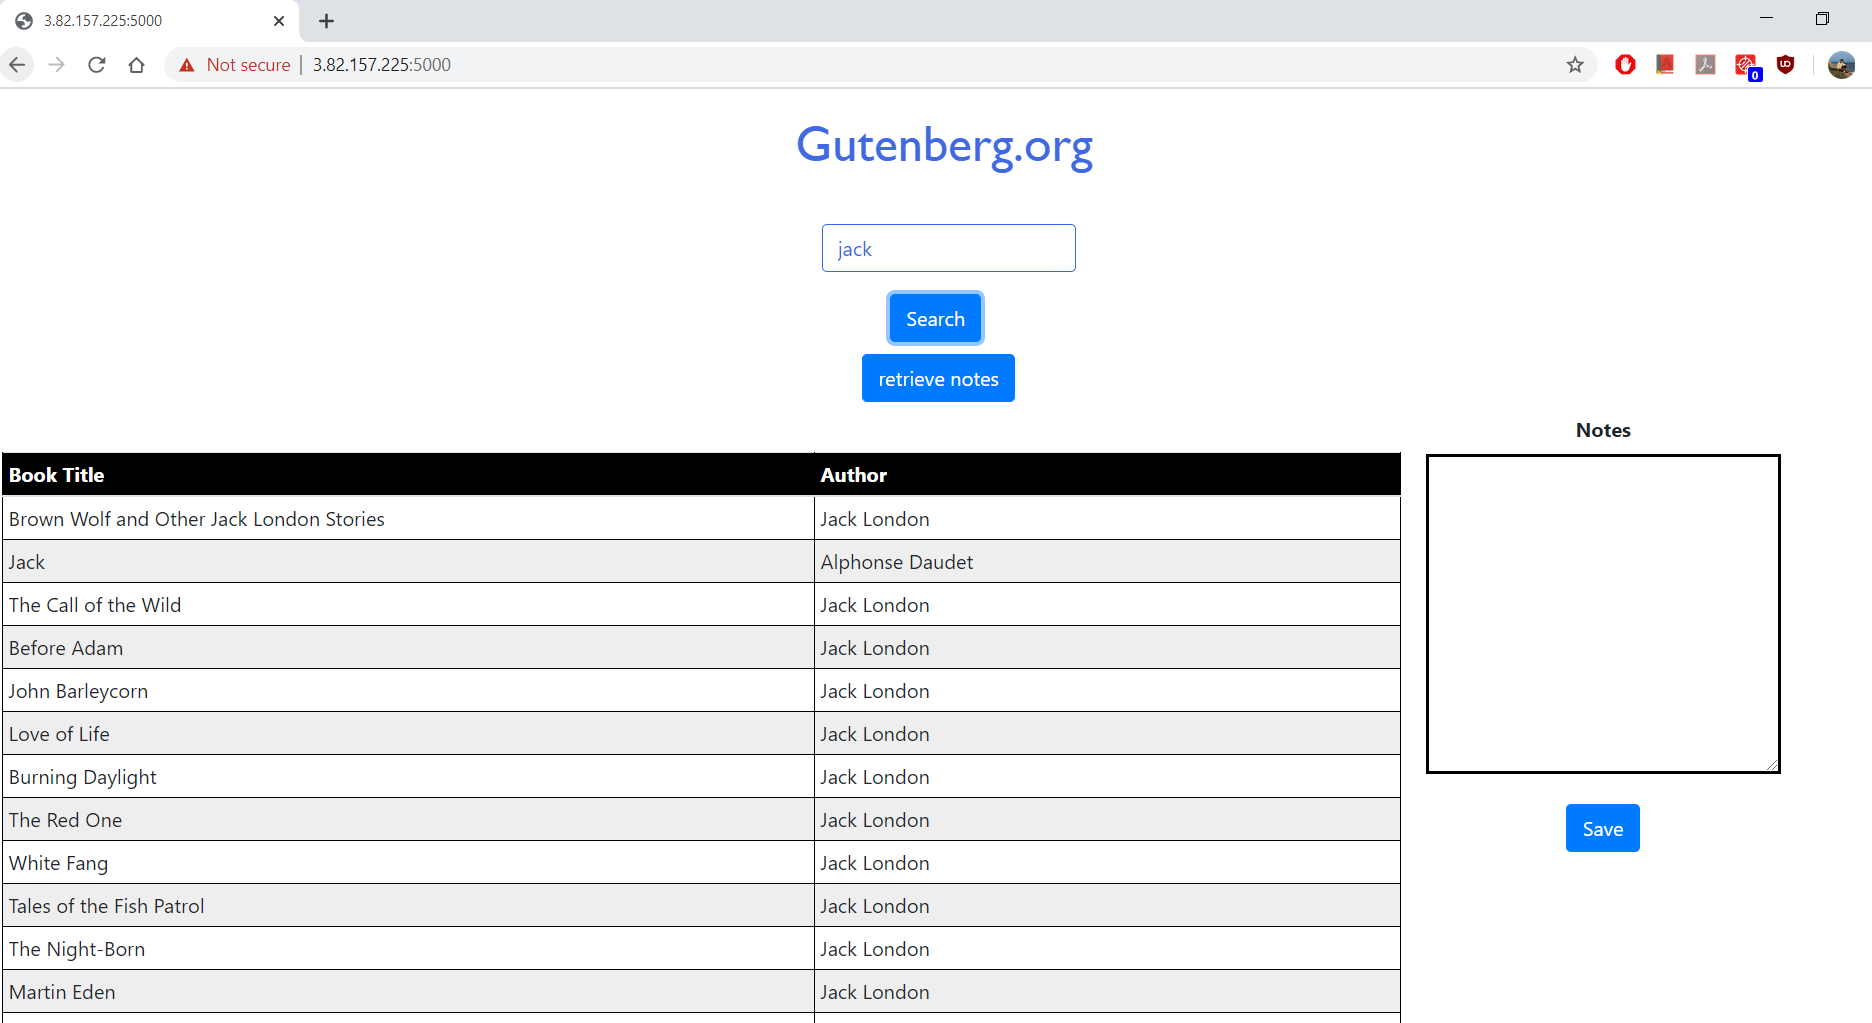 3.82.157.225:5000
Not secure | 3.82.157.225:5000
0
Gutenberg.org
jack
Search
retrieve notes
Notes
Book Title Author
Brown Wolf and Other Jack London Stories Jack London
Jack Alphonse Daudet
The Call of the Wild Jack London
Before Adam Jack London
John Barleycorn Jack London
Love of Life Jack London
Burning Daylight Jack London
The Red One Jack London
White Fang Jack London
Tales of the Fish Patrol Jack London
The Night-Born Jack London
Martin Eden Jack London
Save